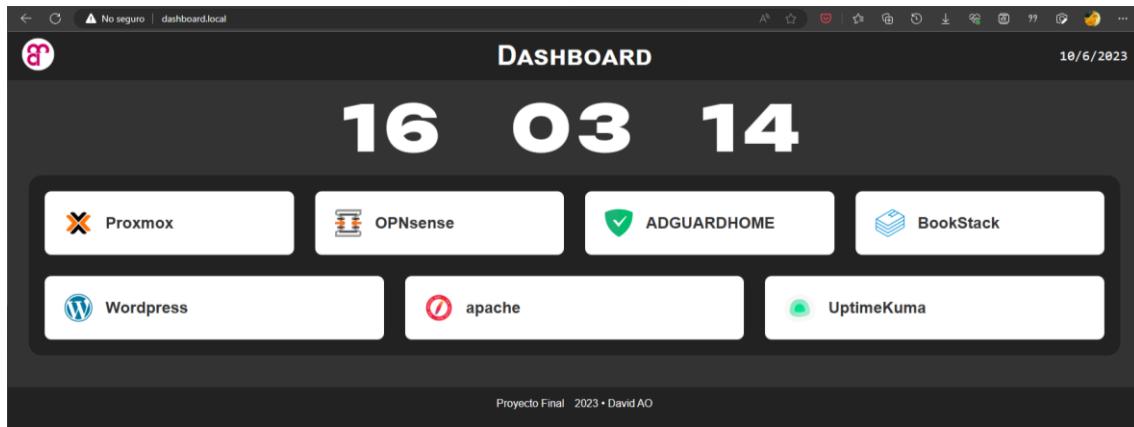 No seguro dashboard.local
DASHBOARD
10/6/2023
16 03 14
Proxmox
OPNsense
ADGUARDHOME
BookStack
Wordpress
apache
UptimeKuma
Proyecto Final 2023 • David AO